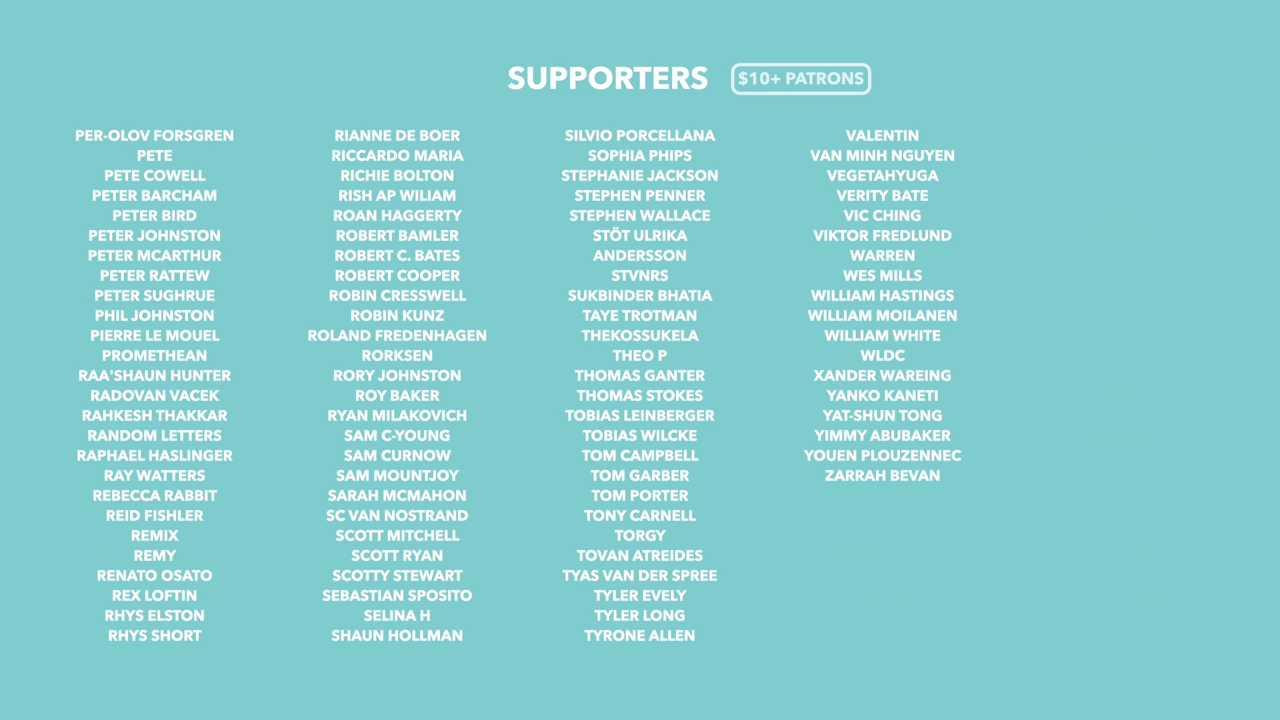 SUPPORTERS $10+ PATRONS
PER-OLOV FORSGREN
PETE
PETE COWELL
PETER BARCHAM
PETER BIRD
PETER JOHNSTON
PETER MCARTHUR
PETER RATTEW
PETER SUGHRUE
PHIL JOHNSTON
PIERRE LE MOUEL
PROMETHEAN
RAA'SHAUN HUNTER
RADOVAN VACEK
RAHKESH THAKKAR
RANDOM LETTERS
RAPHAEL HASLINGER
RAY WATTERS
REBECCA RABBIT
REID FISHLER
REMIX
REMY
RENATO OSATO
REX LOFTIN
RHYS ELSTON
RHYS SHORT
RIANNE DE BOER
RICCARDO MARIA
RICHIE BOLTON
RISH AP WILIAM
ROAN HAGGERTY
ROBERT BAMLER
ROBERT C. BATES
ROBERT COOPER
ROBIN CRESSWELL
ROBIN KUNZ
ROLAND FREDENHAGEN
RORKSEN
RORY JOHNSTON
ROY BAKER
RYAN MILAKOVICH
SAM C-YOUNG
SAM CURNOW
SAM MOUNTJOY
SARAH MCMAHON
SC VAN NOSTRAND
SCOTT MITCHELL
SCOTT RYAN
SCOTTY STEWART
SEBASTIAN SPOSITO
SELINA H
SHAUN HOLLMAN
SILVIO PORCELLANA
SOPHIA PHIPS
STEPHANIE JACKSON
STEPHEN PENNER
STEPHEN WALLACE
STÖT ULRIKA
ANDERSSON
STVNRS
SUKBINDER BHATIA
TAYE TROTMAN
THEKOSSUKELA
THEO P
THOMAS GANTER
THOMAS STOKES
TOBIAS LEINBERGER
TOBIAS WILCKE
TOM CAMPBELL
TOM GARBER
TOM PORTER
TONY CARNELL
TORGY
TOVAN ATREIDES
TYAS VAN DER SPREE
TYLER EVELY
TYLER LONG
TYRONE ALLEN
VALENTIN
VAN MINH NGUYEN
VEGETAHYUGA
VERITY BATE
VIC CHING
VIKTOR FREDLUND
WARREN
WES MILLS
WILLIAM HASTINGS
WILLIAM MOILANEN
WILLIAM WHITE
WLDC
XANDER WAREING
YANKO KANETI
YAT-SHUN TONG
YIMMY ABUBAKER
YOUEN PLOUZENNEC
ZARRAH BEVAN